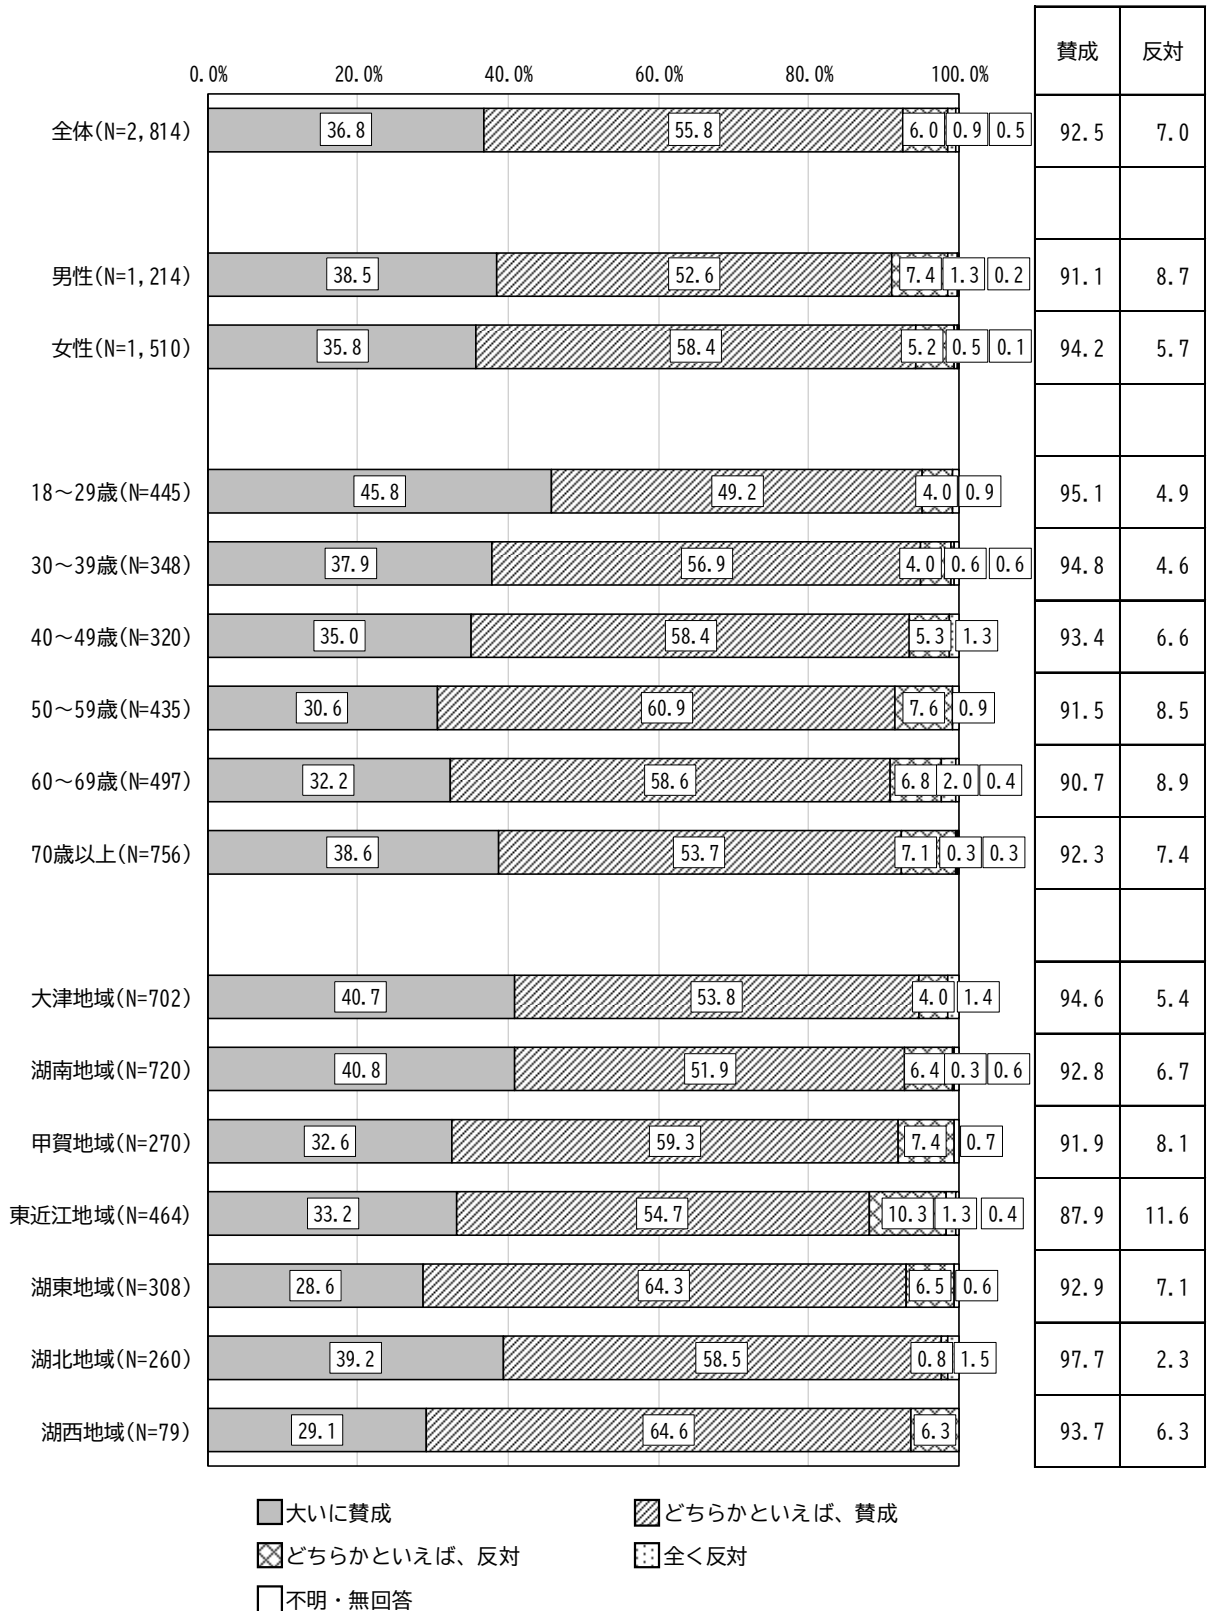 賛成 反対
0.0% 20.0% 40.0% 60.0% 80.0% 100.0%
全体(N=2,814) 36.8 55.8 6.0 0.9 0.5 92.5 7.0
男性(N=1,214) 38.5 52.6 7.4 1.3 0.2 91.1 8.7
女性(N=1,510) 35.8 58.4 5.2 0.5 0.1 94.2 5.7
18～29歳(N=445) 45.8 49.2 4.0 0.9 95.1 4.9
30～39歳(N=348) 37.9 56.9 4.0 0.6 0.6 94.8 4.6
40～49歳(N=320) 35.0 58.4 5.3 1.3 93.4 6.6
50～59歳(N=435) 30.6 60.9 7.6 0.9 91.5 8.5
60～69歳(N=497) 32.2 58.6 6.8 2.0 0.4 90.7 8.9
70歳以上(N=756) 38.6 53.7 7.1 0.3 0.3 92.3 7.4
大津地域(N=702) 40.7 53.8 4.0 1.4 94.6 5.4
湖南地域(N=720) 40.8 51.9 6.4 0.3 0.6 92.8 6.7
甲賀地域(N=270) 32.6 59.3 7.4 0.7 91.9 8.1
東近江地域(N=464) 33.2 54.7 10.3 1.3 0.4 87.9 11.6
湖東地域(N=308) 28.6 64.3 6.5 0.6 92.9 7.1
湖北地域(N=260) 39.2 58.5 0.8 1.5 97.7 2.3
湖西地域(N=79) 29.1 64.6 6.3 93.7 6.3
大いに賛成 どちらかといえば、賛成
どちらかといえば、反対 全く反対
不明・無回答